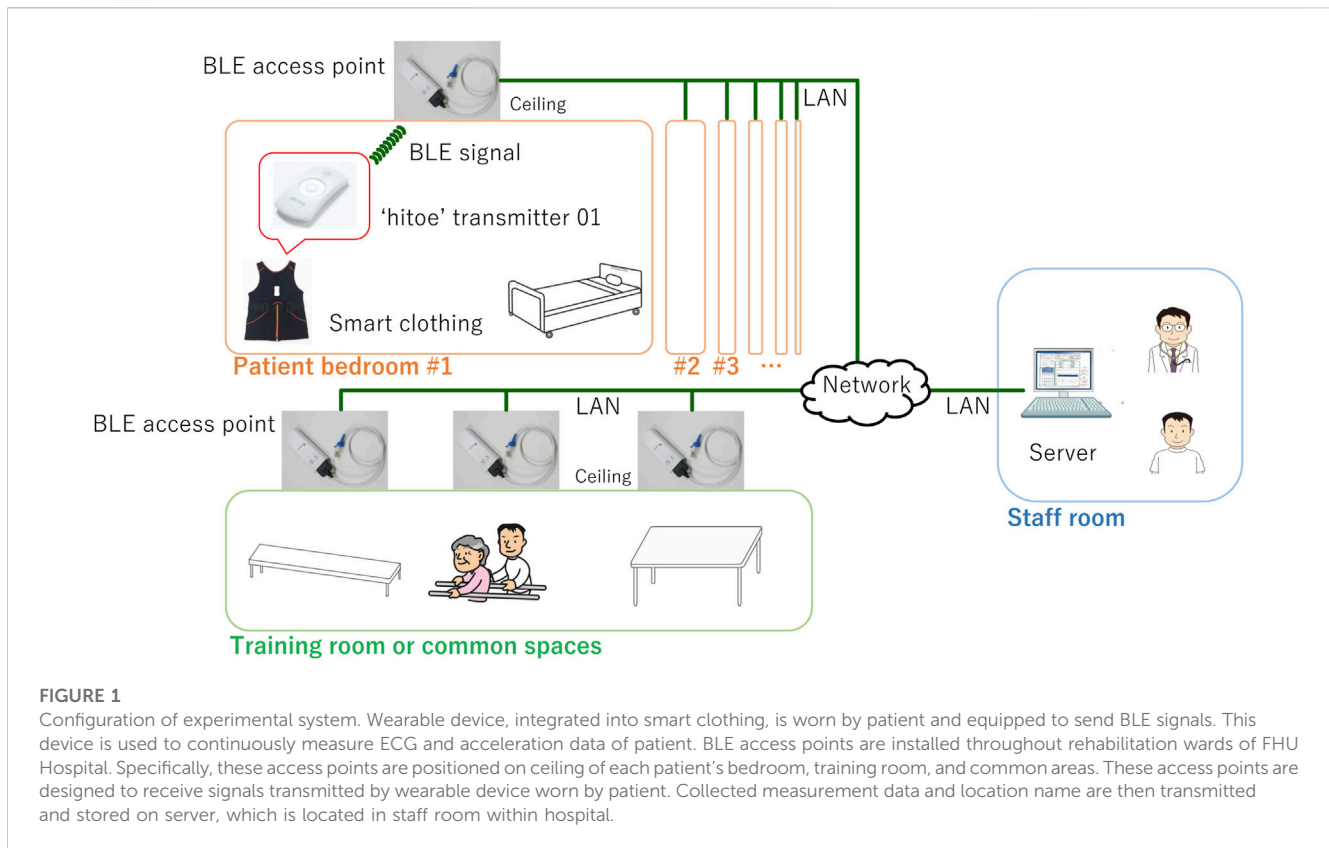 BLE access point
Ceiling
LAN
BLE signal
‘hitoe’ transmitter 01
Smart clothing
Patient bedroom #1
#2 #3 ···
Network
LAN
LAN
BLE access point
Ceiling
Server
Staff room
Training room or common spaces
FIGURE 1
Configuration of experimental system. Wearable device, integrated into smart clothing, is worn by patient and equipped to send BLE signals. This
device is used to continuously measure ECG and acceleration data of patient. BLE access points are installed throughout rehabilitation wards of FHU
Hospital. Specifically, these access points are positioned on ceiling of each patient’s bedroom, training room, and common areas. These access points are
designed to receive signals transmitted by wearable device worn by patient. Collected measurement data and location name are then transmitted
and stored on server, which is located in staff room within hospital.